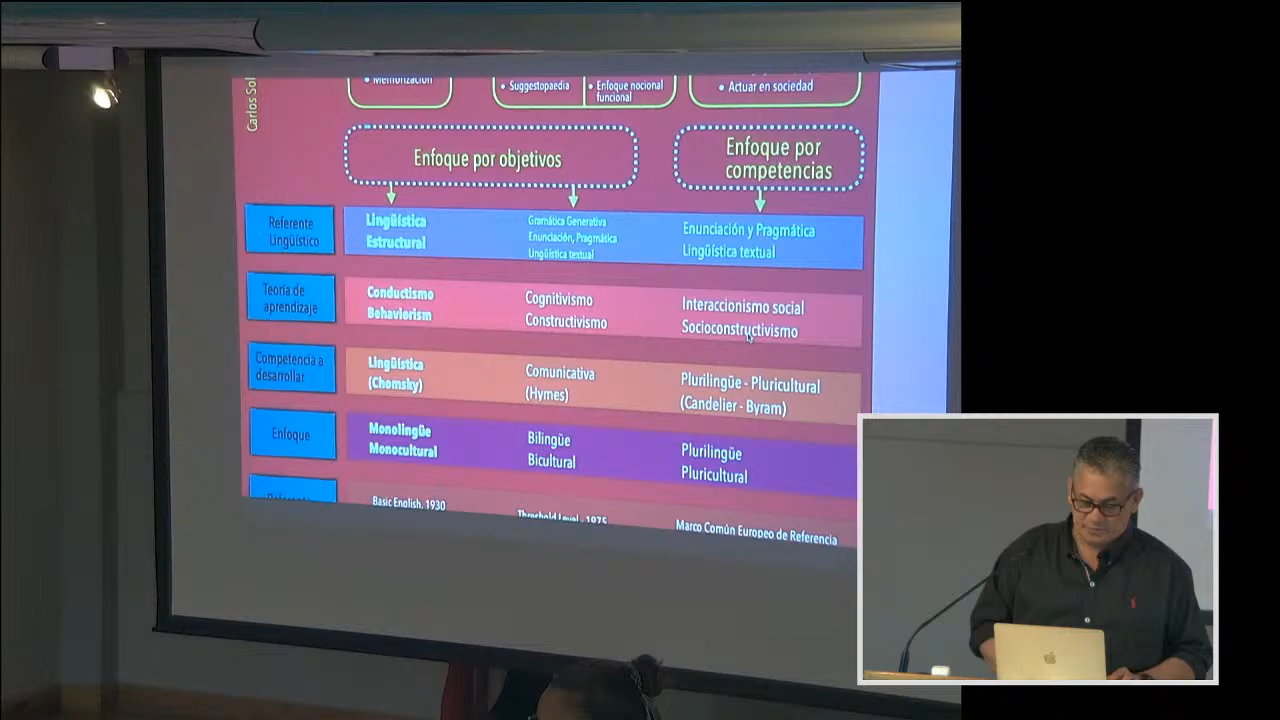 Carlos Sol
• Memorización
• Suggestopaedia
• Enfoque nocional
funcional
• Actuar en sociedad
Enfoque por objetivos
Enfoque por
competencias
Referente
Lingüístico
Lingüística
Estructural
Gramática Generativa
Enunciación, Pragmática
Lingüística textual
Enunciación y Pragmática
Lingüística textual
Teoría de
aprendizaje
Conductismo
Behaviorism
Cognitivismo
Constructivismo
Interaccionismo social
Socioconstructivismo
Competencia a
desarrollar
Lingüística
(Chomsky)
Comunicativa
(Hymes)
Plurilingüe - Pluricultural
(Candelier - Byram)
Enfoque
Monolingüe
Monocultural
Bilingüe
Bicultural
Plurilingüe
Pluricultural
Basic English, 1930
Threshold Level, 1975
Marco Común Europeo de Referencia